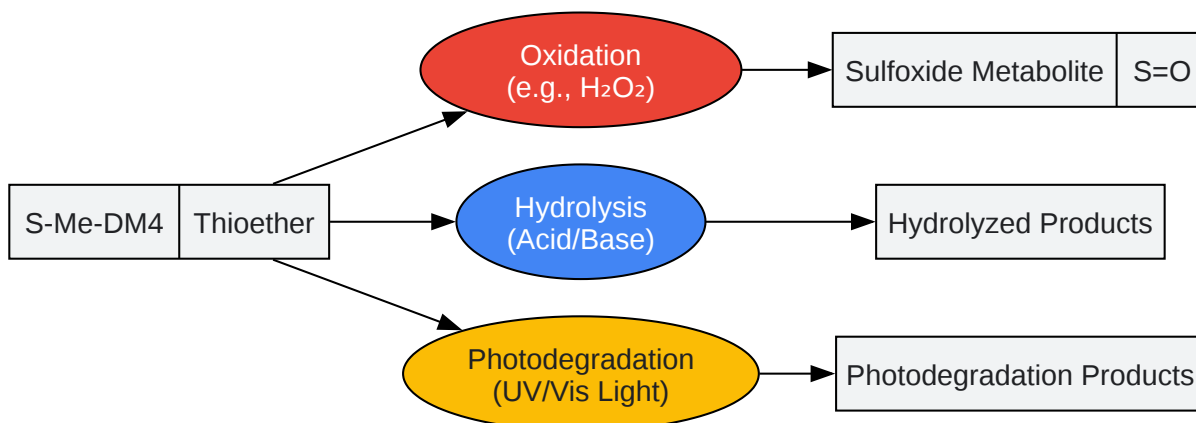 Oxidation
(e.g., H₂O₂)
Sulfoxide Metabolite
S=O
S-Me-DM4
Thioether
Hydrolysis
(Acid/Base)
Hydrolyzed Products
Photodegradation
(UV/Vis Light)
Photodegradation Products